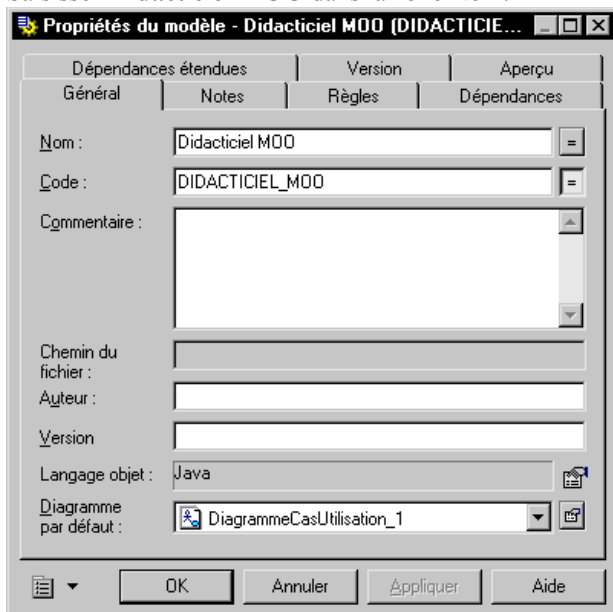 Propriétés du modèle - Didacticiel MOO (DIDACTICIE...
Dépendances étendues Version Aperçu
Général Notes Règles Dépendances
Nom : Didacticiel MOO =
Code : DIDACTICIEL_MOO =
Commentaire :
Chemin du
fichier :
Auteur :
Version
Langage objet : Java
Diagramme
par défaut : DiagrammeCasUtilisation_1
OK Annuler Appliquer Aide